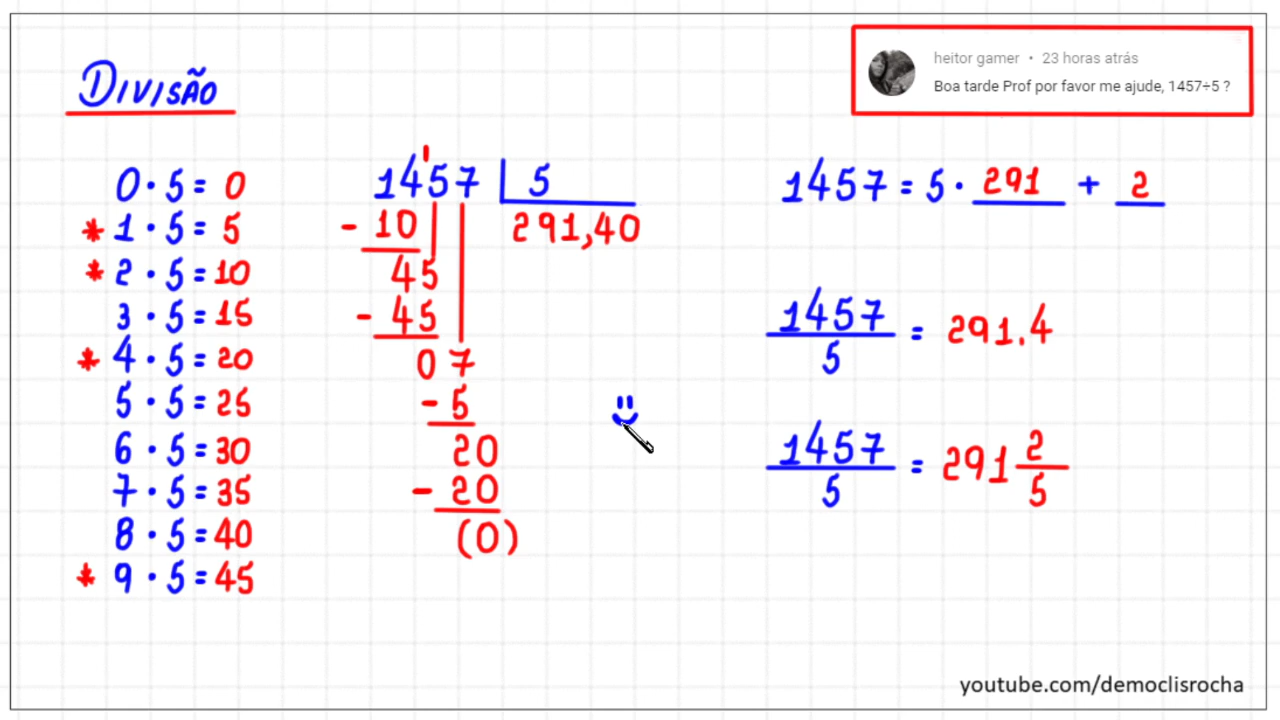 DIVISÃO
heitor gamer • 23 horas atrás
Boa tarde Prof por favor me ajude, 1457÷5 ?
0 · 5 = 0
* 1 · 5 = 5
* 2 · 5 = 10
3 · 5 = 15
* 4 · 5 = 20
5 · 5 = 25
6 · 5 = 30
7 · 5 = 35
8 · 5 = 40
* 9 · 5 = 45
1457 | 5
- 10 291,40
45
- 45
0 7
- 5
20
- 20
(0)
1457 = 5 · 291 + 2
1457
5
= 291.4
1457
5
= 291 2
5
youtube.com/democlisrocha